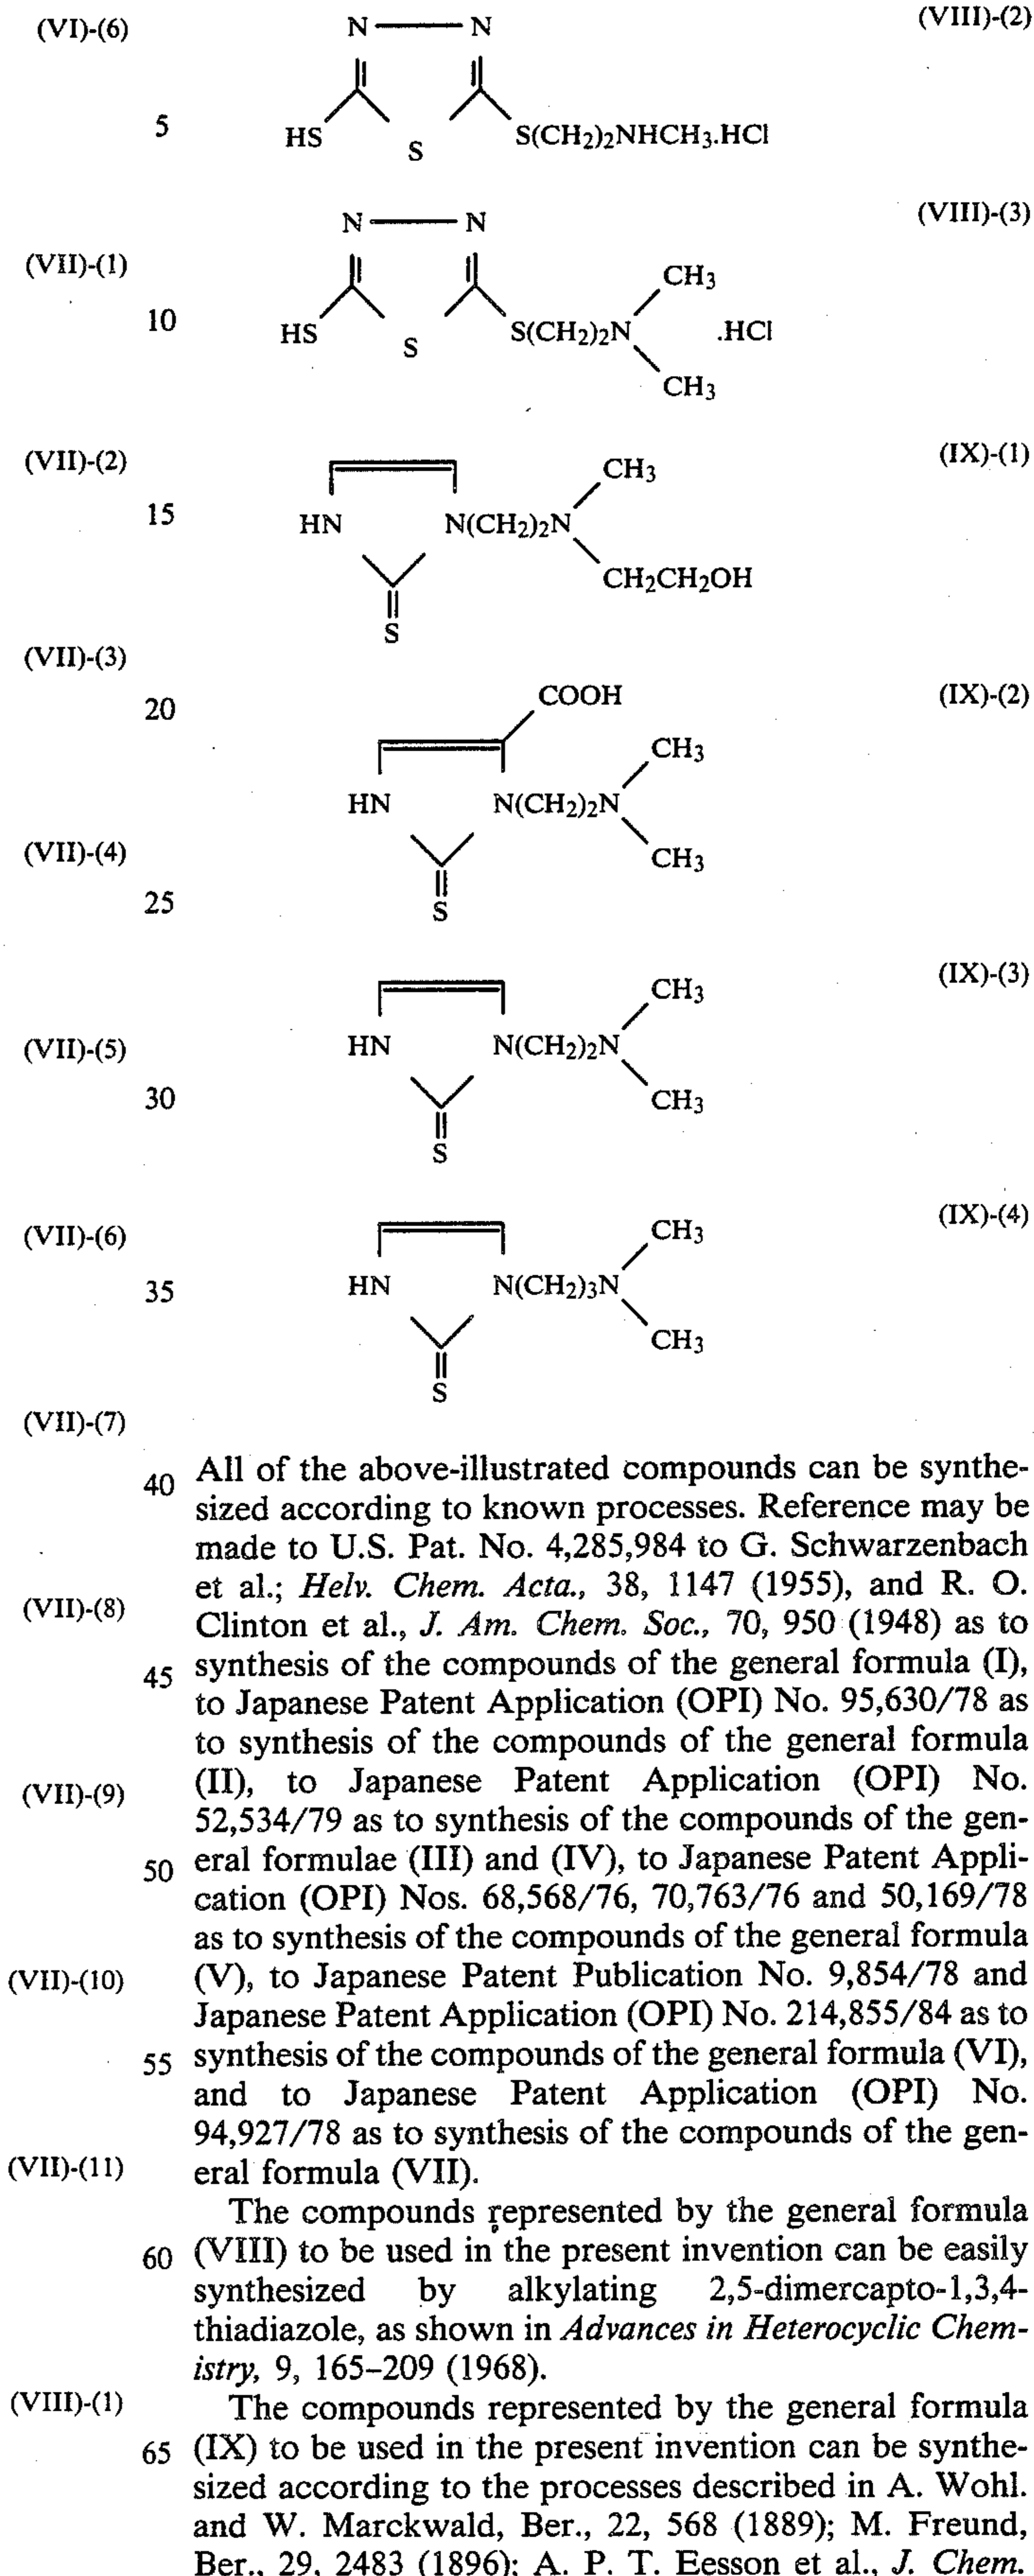 (VI)-(6)
N N
(VIII)-(2)
5
HS
S
S(CH2)2NHCH3.HCl
(VIII)-(3)
N N
(VII)-(1)
CH3
10
HS
S
S(CH2)2N
.HCl
CH3
(VII)-(2)
(IX)-(1)
CH3
15
HN
N(CH2)2N
CH2CH2OH
S
(VII)-(3)
COOH
(IX)-(2)
20
CH3
HN
N(CH2)2N
(VII)-(4)
CH3
25
S
(IX)-(3)
CH3
(VII)-(5)
HN
N(CH2)2N
30
CH3
S
(IX)-(4)
(VII)-(6)
CH3
35
HN
N(CH2)3N
CH3
S
(VII)-(7)
40 All of the above-illustrated compounds can be synthe-
sized according to known processes. Reference may be
made to U.S. Pat. No. 4,285,984 to G. Schwarzenbach
et al.; Helv. Chem. Acta., 38, 1147 (1955), and R. O.
(VII)-(8) Clinton et al., J. Am. Chem. Soc., 70, 950 (1948) as to
45 synthesis of the compounds of the general formula (I),
to Japanese Patent Application (OPI) No. 95,630/78 as
to synthesis of the compounds of the general formula
(VII)-(9) (II), to Japanese Patent Application (OPI) No.
52,534/79 as to synthesis of the compounds of the gen-
50 eral formulae (III) and (IV), to Japanese Patent Appli-
cation (OPI) Nos. 68,568/76, 70,763/76 and 50,169/78
as to synthesis of the compounds of the general formula
(VII)-(10) (V), to Japanese Patent Publication No. 9,854/78 and
Japanese Patent Application (OPI) No. 214,855/84 as to
55 synthesis of the compounds of the general formula (VI),
and to Japanese Patent Application (OPI) No.
94,927/78 as to synthesis of the compounds of the gen-
(VII)-(11) eral formula (VII).
The compounds represented by the general formula
60 (VIII) to be used in the present invention can be easily
synthesized by alkylating 2,5-dimercapto-1,3,4-
thiadiazole, as shown in Advances in Heterocyclic Chem-
istry, 9, 165–209 (1968).
(VIII)-(1) The compounds represented by the general formula
65 (IX) to be used in the present invention can be synthe-
sized according to the processes described in A. Wohl.
and W. Marckwald, Ber., 22, 568 (1889); M. Freund,
Ber., 29, 2483 (1896); A. P. T. Eesson et al., J. Chem.